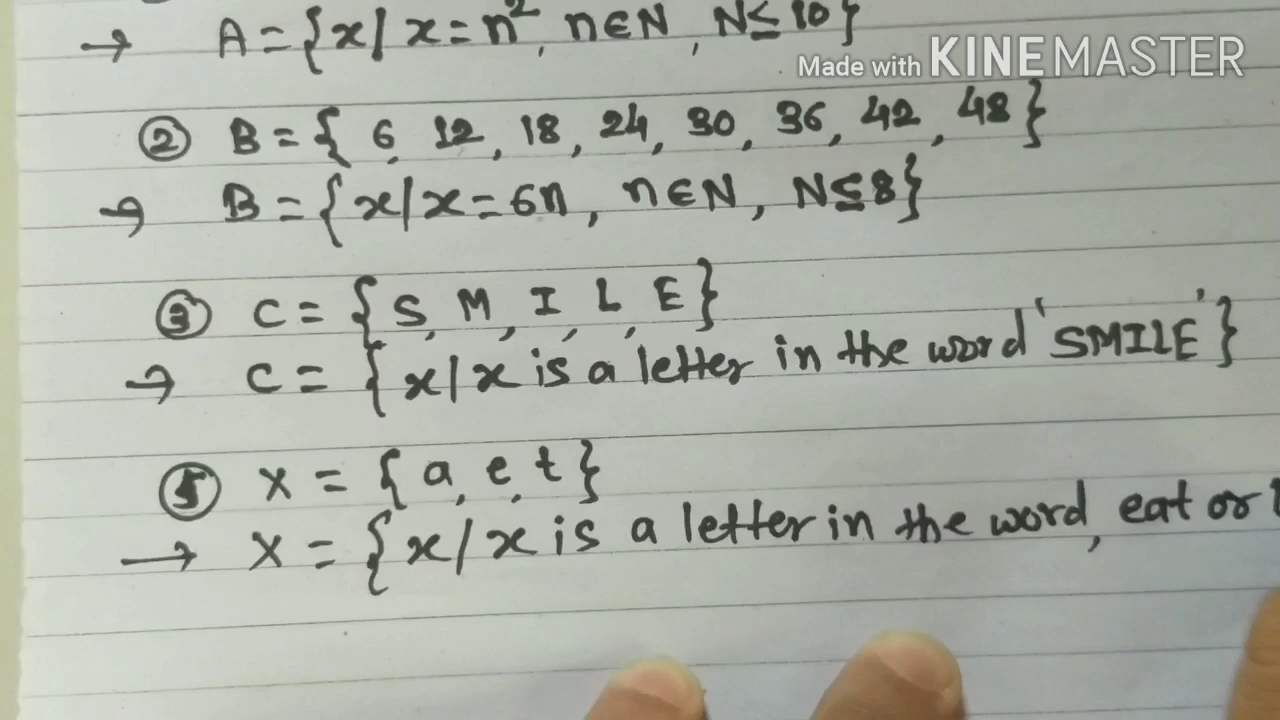 → A = {x/ x = n², n∈N, N≤10}
Made with KINEMASTER
② B = { 6, 12, 18, 24, 30, 36, 42, 48}
→ B = {x/x = 6n, n∈N, N≤8}
③ C = {S, M, I, L, E}
→ C = {x/x is a letter in the word 'SMILE'}
⑤ X = {a, e, t}
→ X = {x/x is a letter in the word, eat or